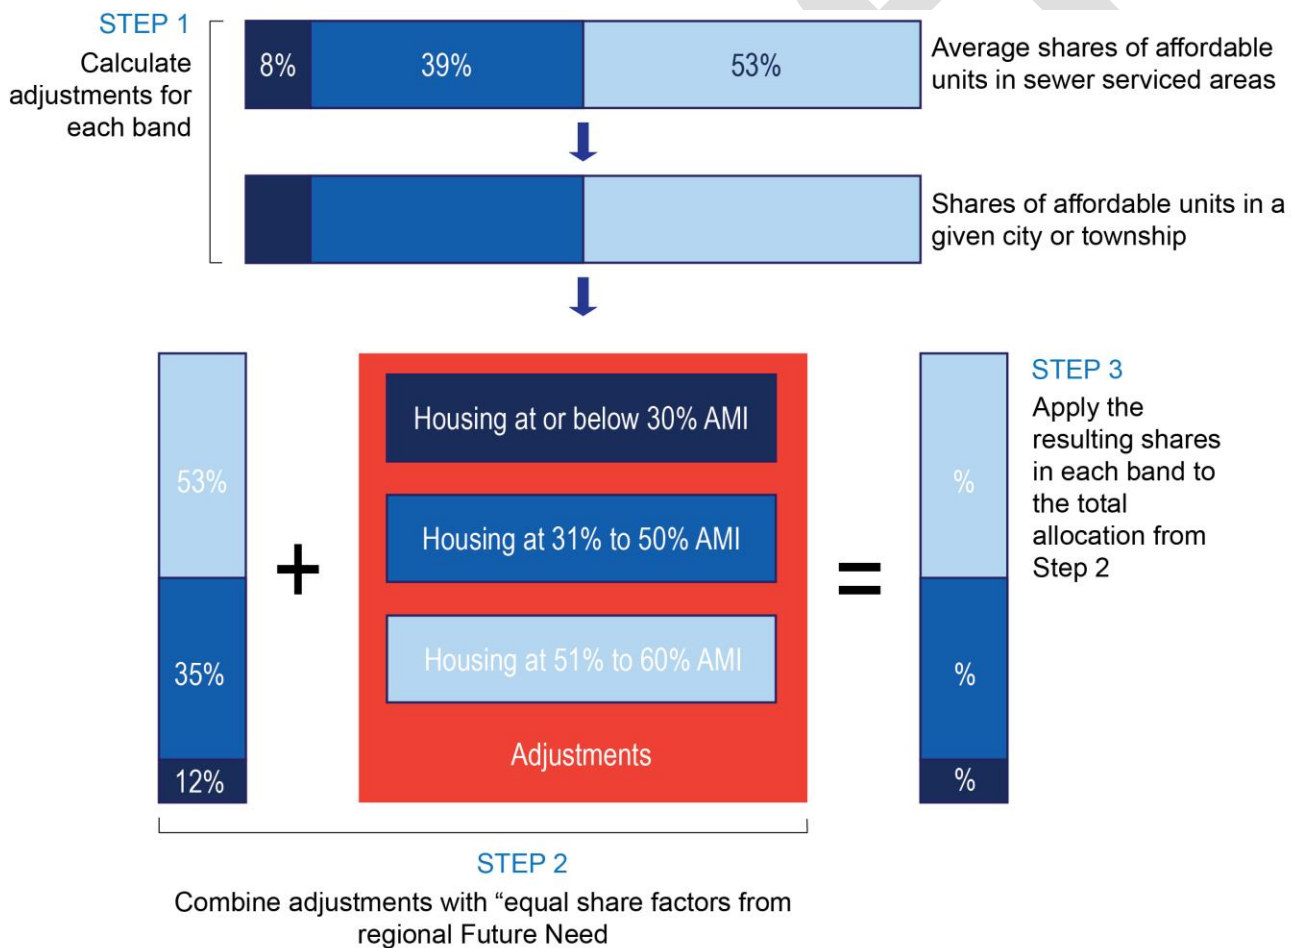 STEP 1
Calculate
adjustments for
each band
8%
39%
53%
Average shares of affordable
units in sewer serviced areas
Shares of affordable units in a
given city or township
53%
35%
12%
+
Housing at or below 30% AMI
Housing at 31% to 50% AMI
Housing at 51% to 60% AMI
Adjustments
=
%
%
%
STEP 3
Apply the
resulting shares
in each band to
the total
allocation from
Step 2
STEP 2
Combine adjustments with “equal share factors from
regional Future Need